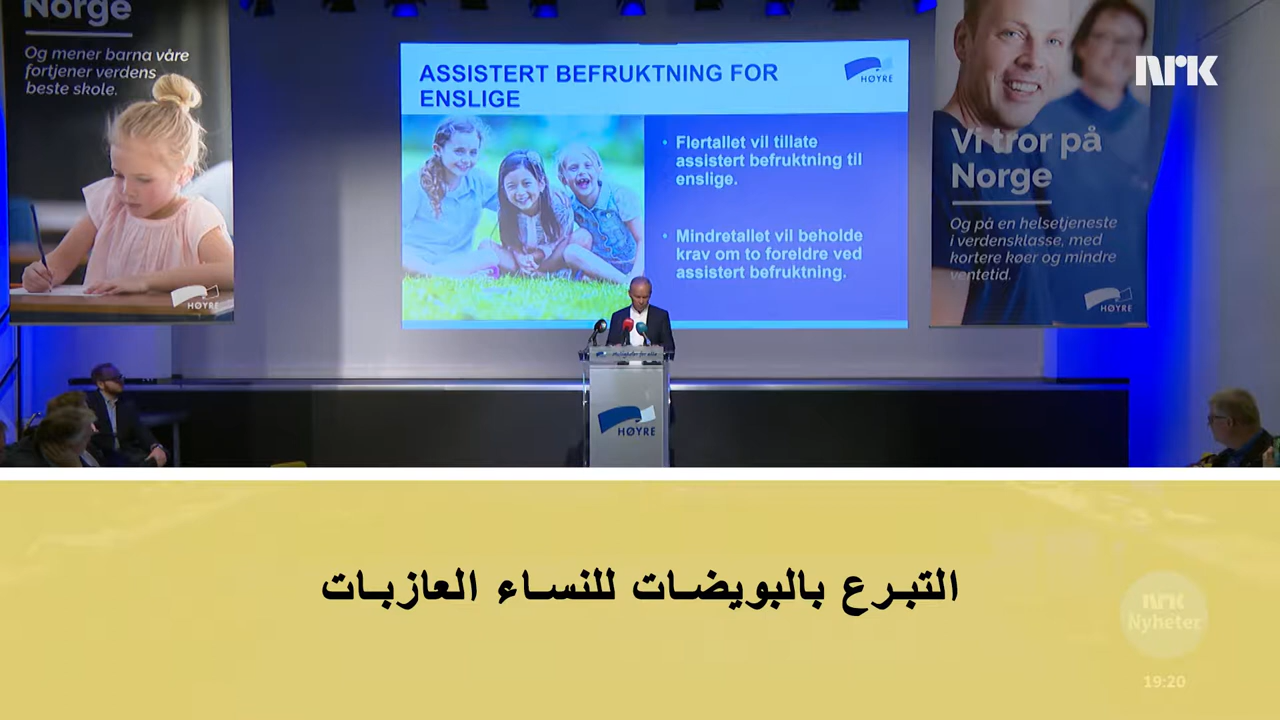 Norge
Og mener barna våre
fortjener verdens
beste skole.
HØYRE
ASSISTERT BEFRUKTNING FOR
ENSLIGE
HØYRE
• Flertallet vil tillate
assistert befruktning til
enslige.
• Mindretallet vil beholde
krav om to foreldre ved
assistert befruktning.
NRK
Vi tror på
Norge
Og på en helsetjeneste
i verdensklasse, med
kortere køer og mindre
ventetid.
HØYRE
Muligheter for alle
HØYRE
التبرع بالبويضات للنساء العازبات
NRK
Nyheter
19:20